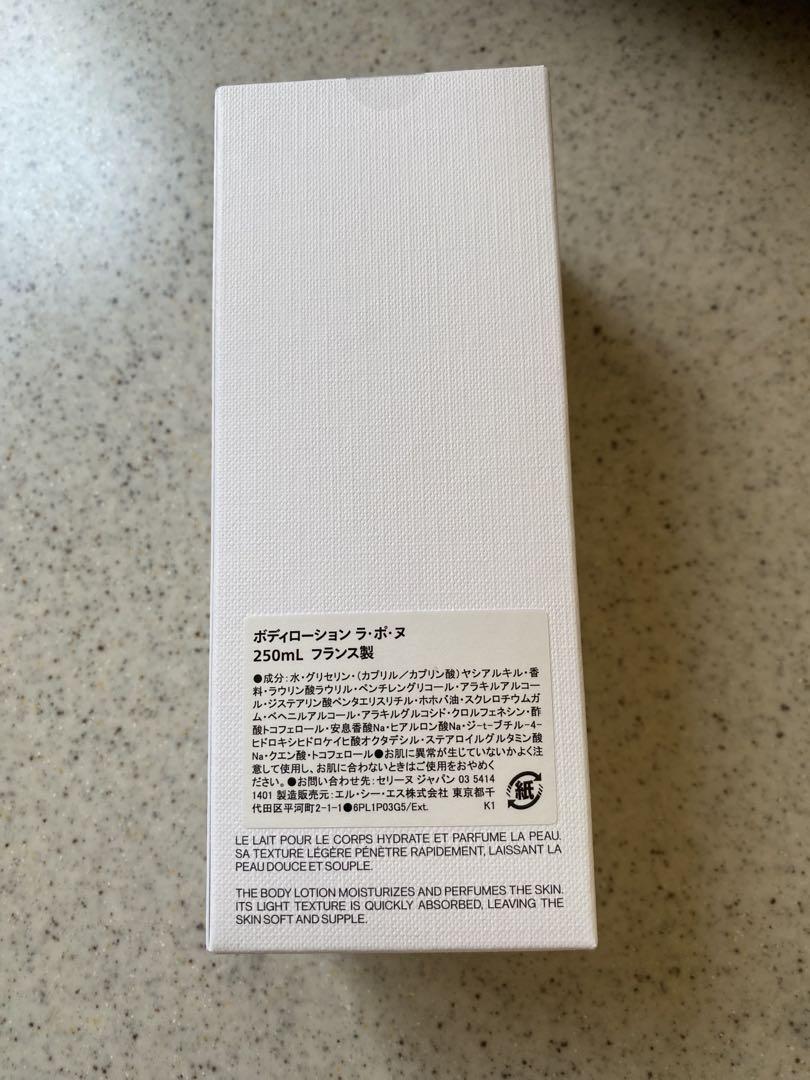 ボディローション ラ・ポ・ヌ
250mL フランス製
●成分：水・グリセリン・（カプリル／カプリン酸）ヤシアルキル・香
料・ラウリン酸ラウリル・ペンチレングリコール・アラキルアルコー
ル・ジステアリン酸ペンタエリスリチル・ホホバ油・スクレロチウムガ
ム・ベヘニルアルコール・アラキルグルコシド・クロルフェネシン・酢
酸トコフェロール・安息香酸Na・ヒアルロン酸Na・ジ-t-ブチル-4-
ヒドロキシヒドロケイヒ酸オクタデシル・ステアロイルグルタミン酸
Na・クエン酸・トコフェロール●お肌に異常が生じていないかよく注
意して使用し、お肌に合わないときはご使用をおやめく
ださい。●お問い合わせ先：セリーヌ ジャパン 03 5414
1401 製造販売元：エル・シー・エス株式会社 東京都千
代田区平河町2-1-1●6PL1P03G5/Ext. K1
紙
LE LAIT POUR LE CORPS HYDRATE ET PARFUME LA PEAU.
SA TEXTURE LÉGÈRE PÉNÈTRE RAPIDEMENT, LAISSANT LA
PEAU DOUCE ET SOUPLE.
THE BODY LOTION MOISTURIZES AND PERFUMES THE SKIN.
ITS LIGHT TEXTURE IS QUICKLY ABSORBED, LEAVING THE
SKIN SOFT AND SUPPLE.